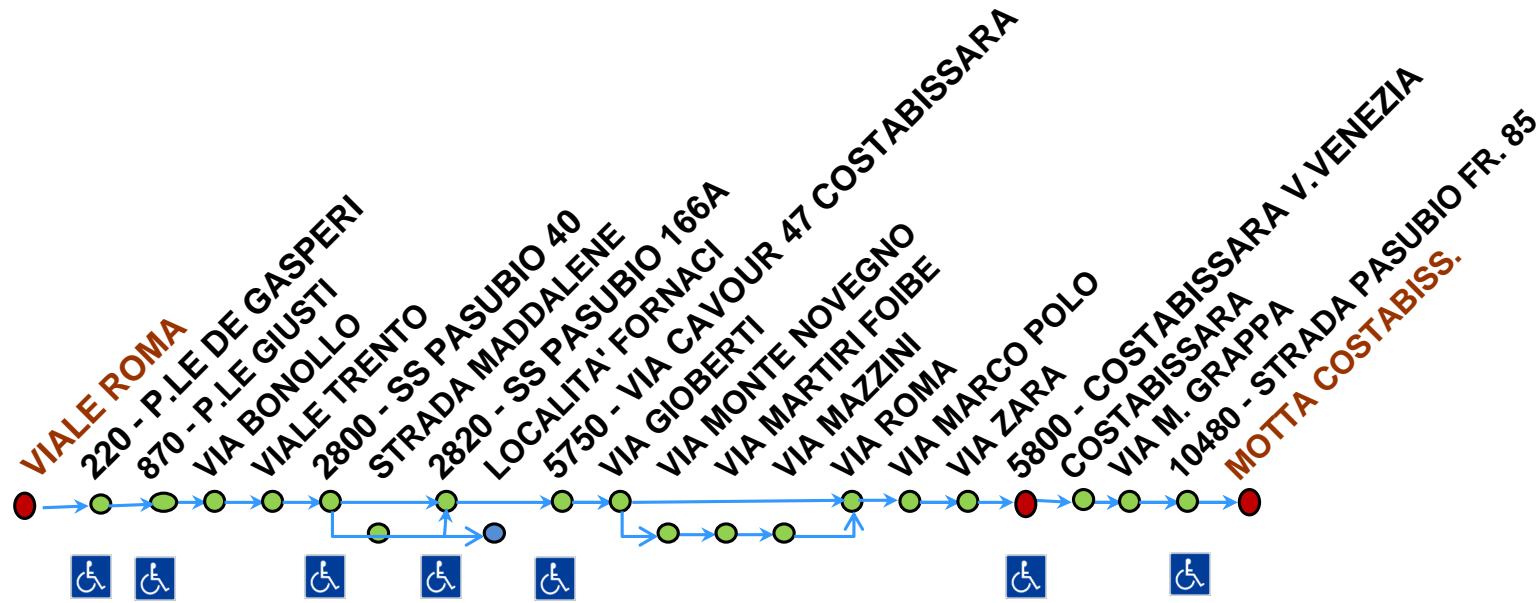 VIALE ROMA
220 - P.LE DE GASPERI
870 - P.LE GIUSTI
VIA BONOLLO
VIALE TRENTO
2800 - SS PASUBIO 40
STRADA MADDALENE
2820 - SS PASUBIO 166A
LOCALITA' FORNACI
5750 - VIA CAVOUR 47 COSTABISSARA
VIA GIOBERTI
VIA MONTE NOVEGNO
VIA MARTIRI FOIBE
VIA MAZZINI
VIA ROMA
VIA MARCO POLO
VIA ZARA
5800 - COSTABISSARA V.VENEZIA
COSTABISSARA
VIA M. GRAPPA
10480 - STRADA PASUBIO FR. 85
MOTTA COSTABISS.